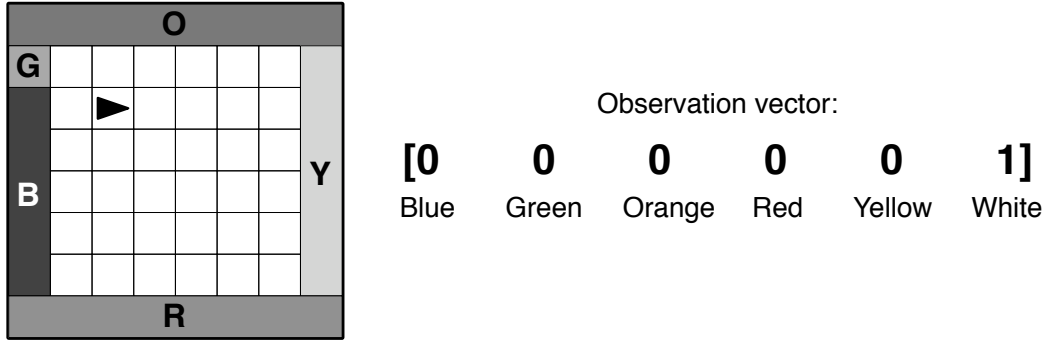 O
G
B
Y
R
Observation vector:
[0 0 0 0 0 1]
Blue Green Orange Red Yellow White